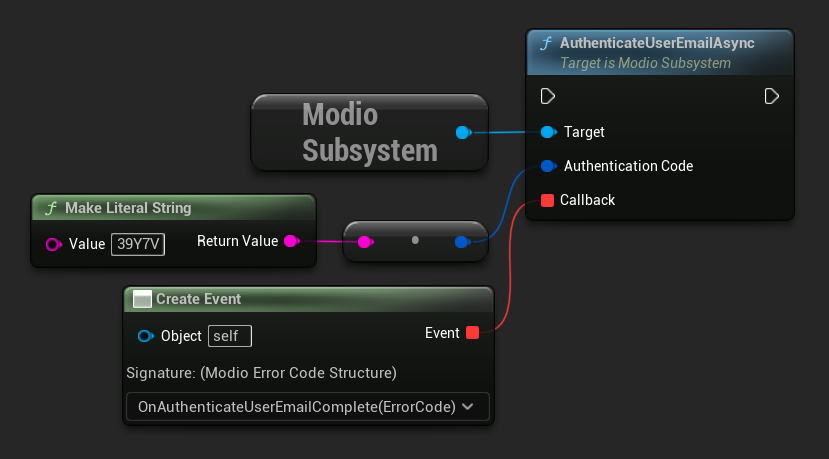 AuthenticateUserEmailAsync
Target is Modio Subsystem
Modio
Subsystem
Target
Authentication Code
Callback
Make Literal String
Value 39Y7V Return Value
Create Event
Object self Event
Signature: (Modio Error Code Structure)
OnAuthenticateUserEmailComplete(ErrorCode)